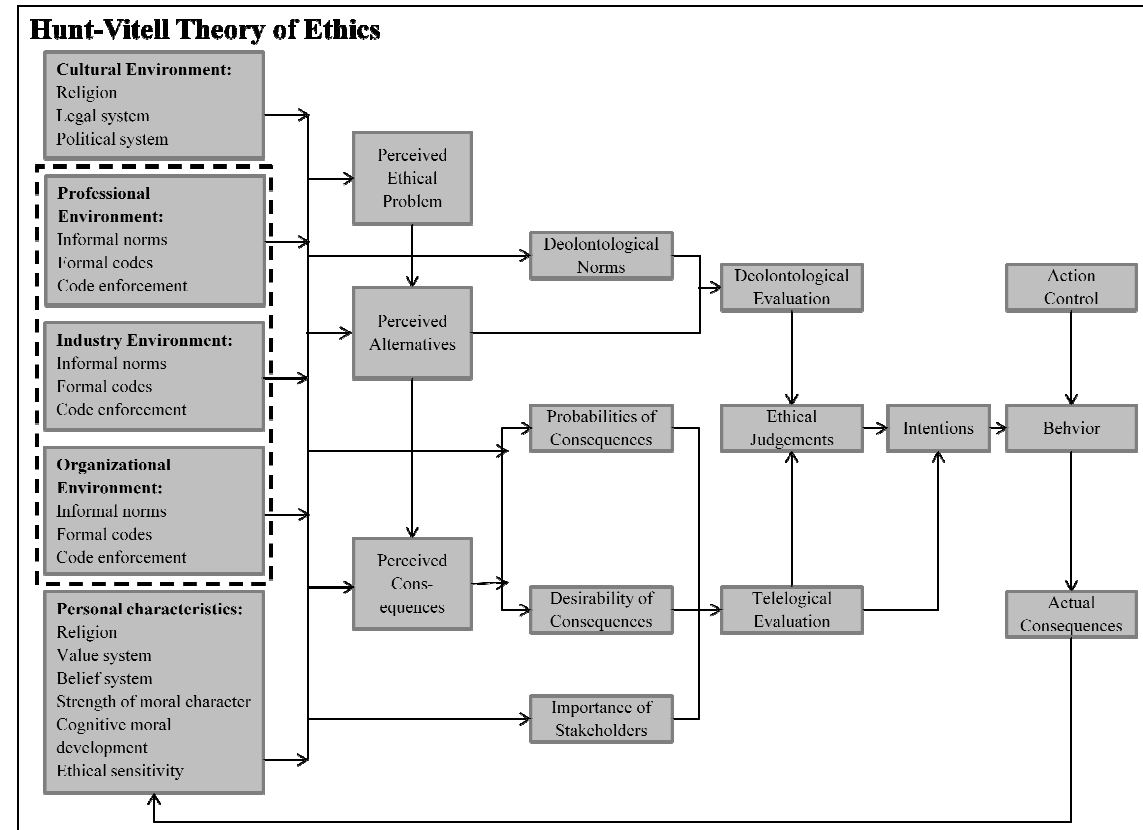 Hunt-Vitell Theory of Ethics
Cultural Environment:
Religion
Legal system
Political system
Professional
Environment:
Informal norms
Formal codes
Code enforcement
Industry Environment:
Informal norms
Formal codes
Code enforcement
Organizational
Environment:
Informal norms
Formal codes
Code enforcement
Personal characteristics:
Religion
Value system
Belief system
Strength of moral character
Cognitive moral
development
Ethical sensitivity
Perceived
Ethical
Problem
Perceived
Alternatives
Perceived
Cons-
equences
Deolontological
Norms
Probabilities of
Consequences
Desirability of
Consequences
Importance of
Stakeholders
Deolontological
Evaluation
Ethical
Judgements
Telelogical
Evaluation
Intentions
Action
Control
Behvior
Actual
Consequences